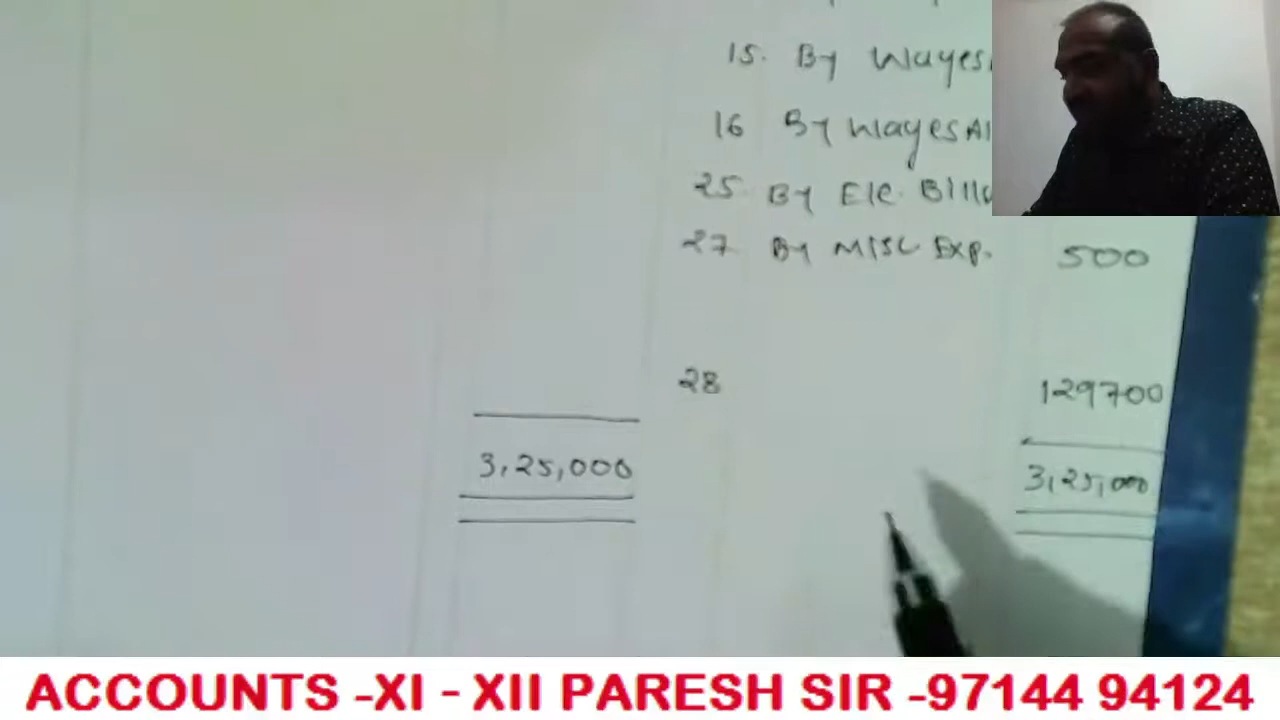 15. By Wages
16 By Wages A
25. By Ele. Bill
27. By Misc Exp. 500
28 129700
3,25,000 3,25,000
ACCOUNTS -XI - XII PARESH SIR -97144 94124